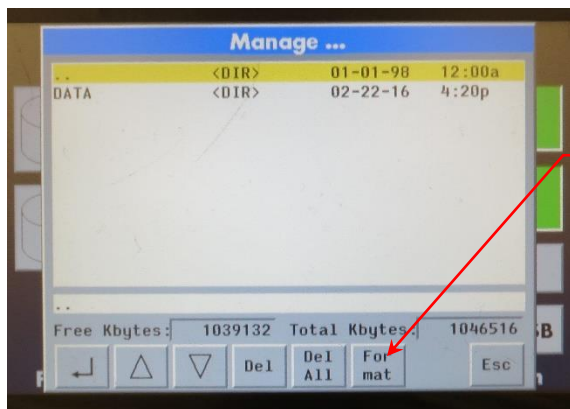 Manage ...
.. <DIR> 01-01-98 12:00a
DATA <DIR> 02-22-16 4:20p
..
Free Kbytes: 1039132 Total Kbytes: 1046516
Del
Del
All
For
mat
Esc